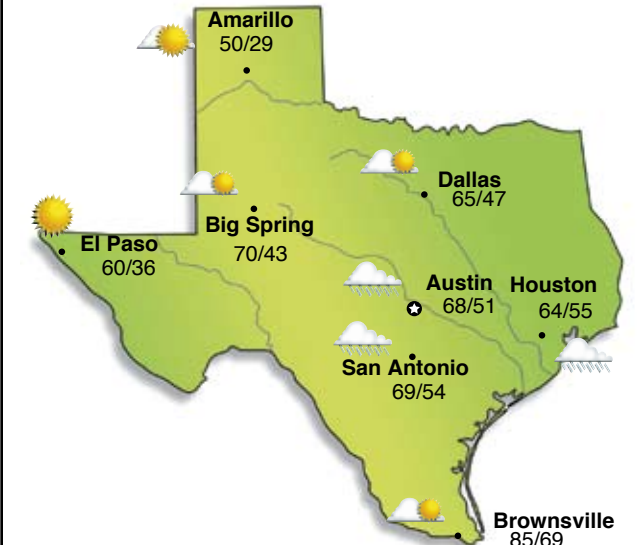 Amarillo
50/29
Dallas
65/47
Big Spring
70/43
El Paso
60/36
Austin
68/51
Houston
64/55
San Antonio
69/54
Brownsville
85/69